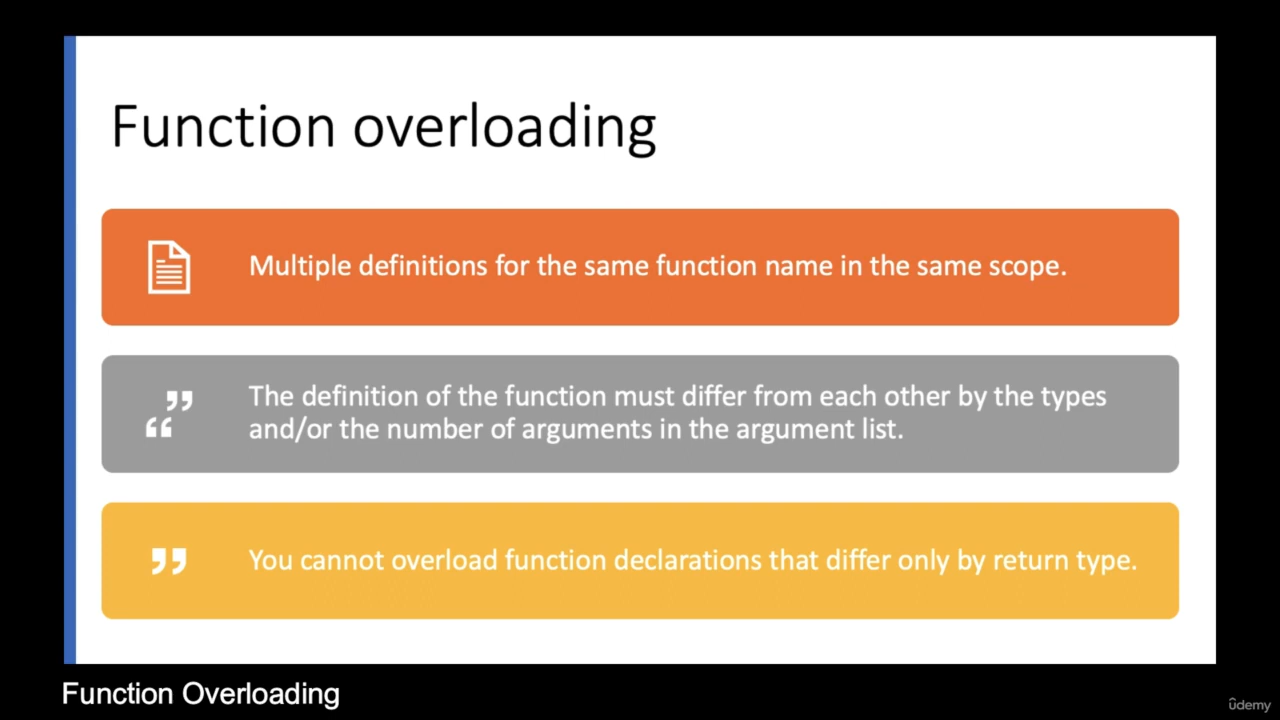 Function overloading
Multiple definitions for the same function name in the same scope.
The definition of the function must differ from each other by the types
and/or the number of arguments in the argument list.
You cannot overload function declarations that differ only by return type.
Function Overloading
ûdemy